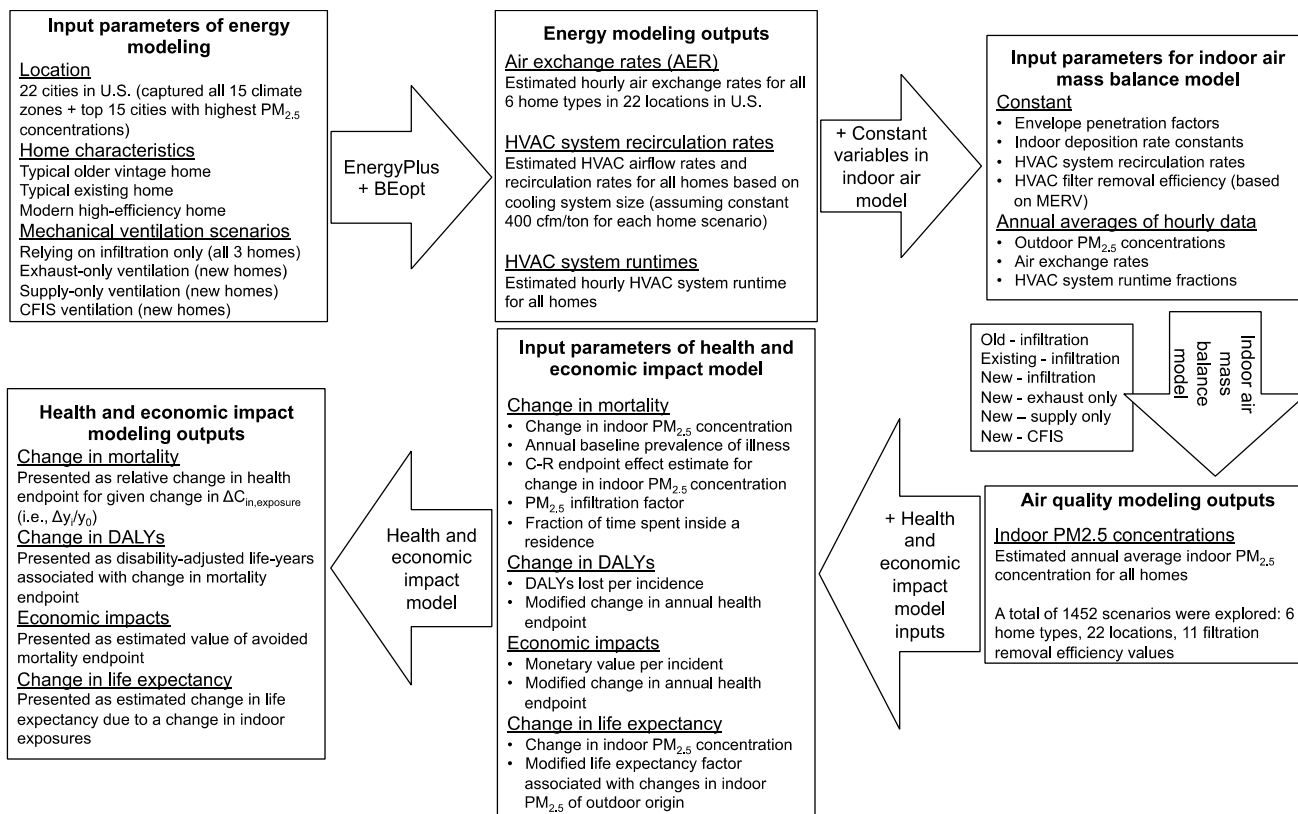 Input parameters of energy
modeling
Location
22 cities in U.S. (captured all 15 climate
zones + top 15 cities with highest PM2.5
concentrations)
Home characteristics
Typical older vintage home
Typical existing home
Modern high-efficiency home
Mechanical ventilation scenarios
Relying on infiltration only (all 3 homes)
Exhaust-only ventilation (new homes)
Supply-only ventilation (new homes)
CFIS ventilation (new homes)
EnergyPlus
+ BEopt
Energy modeling outputs
Air exchange rates (AER)
Estimated hourly air exchange rates for all
6 home types in 22 locations in U.S.
HVAC system recirculation rates
Estimated HVAC airflow rates and
recirculation rates for all homes based on
cooling system size (assuming constant
400 cfm/ton for each home scenario)
HVAC system runtimes
Estimated hourly HVAC system runtime
for all homes
+ Constant
variables in
indoor air
model
Input parameters for indoor air
mass balance model
Constant
• Envelope penetration factors
• Indoor deposition rate constants
• HVAC system recirculation rates
• HVAC filter removal efficiency (based
on MERV)
Annual averages of hourly data
• Outdoor PM2.5 concentrations
• Air exchange rates
• HVAC system runtime fractions
Old - infiltration
Existing - infiltration
New - infiltration
New - exhaust only
New – supply only
New - CFIS
Indoor air
mass
balance
model
Air quality modeling outputs
Indoor PM2.5 concentrations
Estimated annual average indoor PM2.5
concentration for all homes
A total of 1452 scenarios were explored: 6
home types, 22 locations, 11 filtration
removal efficiency values
+ Health
and
economic
impact
model
inputs
Input parameters of health and
economic impact model
Change in mortality
• Change in indoor PM2.5 concentration
• Annual baseline prevalence of illness
• C-R endpoint effect estimate for
change in indoor PM2.5 concentration
• PM2.5 infiltration factor
• Fraction of time spent inside a
residence
Change in DALYs
• DALYs lost per incidence
• Modified change in annual health
endpoint
Economic impacts
• Monetary value per incident
• Modified change in annual health
endpoint
Change in life expectancy
• Change in indoor PM2.5 concentration
• Modified life expectancy factor
associated with changes in indoor
PM2.5 of outdoor origin
Health and
economic
impact
model
Health and economic impact
modeling outputs
Change in mortality
Presented as relative change in health
endpoint for given change in ΔCin,exposure
(i.e., Δyi/y0)
Change in DALYs
Presented as disability-adjusted life-years
associated with change in mortality
endpoint
Economic impacts
Presented as estimated value of avoided
mortality endpoint
Change in life expectancy
Presented as estimated change in life
expectancy due to a change in indoor
exposures